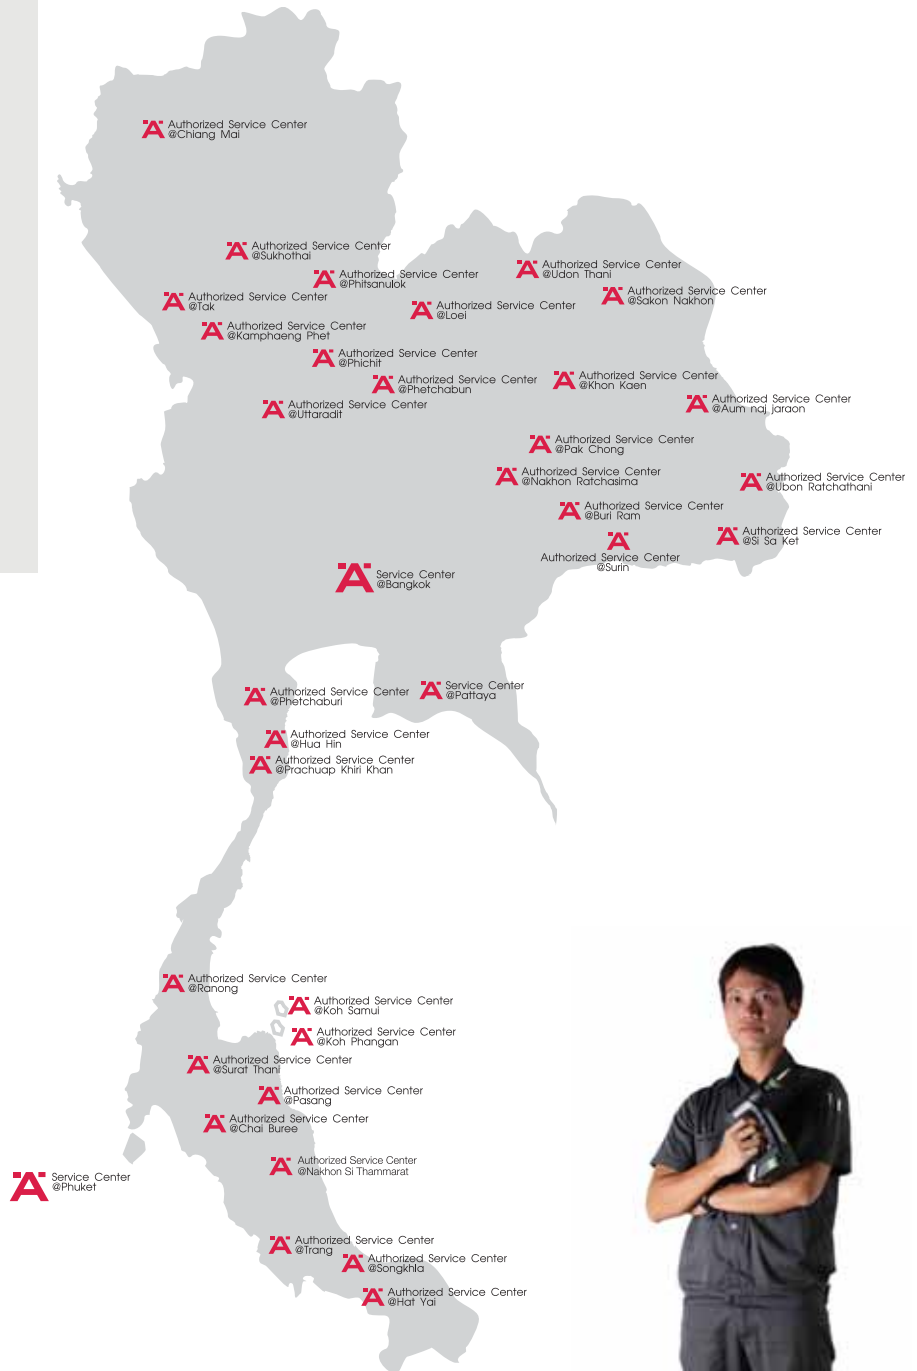 Authorized Service Center
@Chiang Mai
Authorized Service Center
@Sukhothai
Authorized Service Center
@Phitsanulok
Authorized Service Center
@Tak
Authorized Service Center
@Kamphaeng Phet
Authorized Service Center
@Phichit
Authorized Service Center
@Phetchabun
Authorized Service Center
@Uttaradit
Authorized Service Center
@Loei
Authorized Service Center
@Udon Thani
Authorized Service Center
@Sakon Nakhon
Authorized Service Center
@Khon Kaen
Authorized Service Center
@Aum naj jaraon
Authorized Service Center
@Pak Chong
Authorized Service Center
@Nakhon Ratchasima
Authorized Service Center
@Ubon Ratchathani
Authorized Service Center
@Buri Ram
Authorized Service Center
@Si Sa Ket
Authorized Service Center
@Surin
Service Center
@Bangkok
Authorized Service Center
@Phetchaburi
Service Center
@Pattaya
Authorized Service Center
@Hua Hin
Authorized Service Center
@Prachuap Khiri Khan
Authorized Service Center
@Ranong
Authorized Service Center
@Koh Samui
Authorized Service Center
@Koh Phangan
Authorized Service Center
@Surat Thani
Authorized Service Center
@Pasang
Authorized Service Center
@Chai Buree
Authorized Service Center
@Nakhon Si Thammarat
Service Center
@Phuket
Authorized Service Center
@Trang
Authorized Service Center
@Songkhla
Authorized Service Center
@Hat Yai